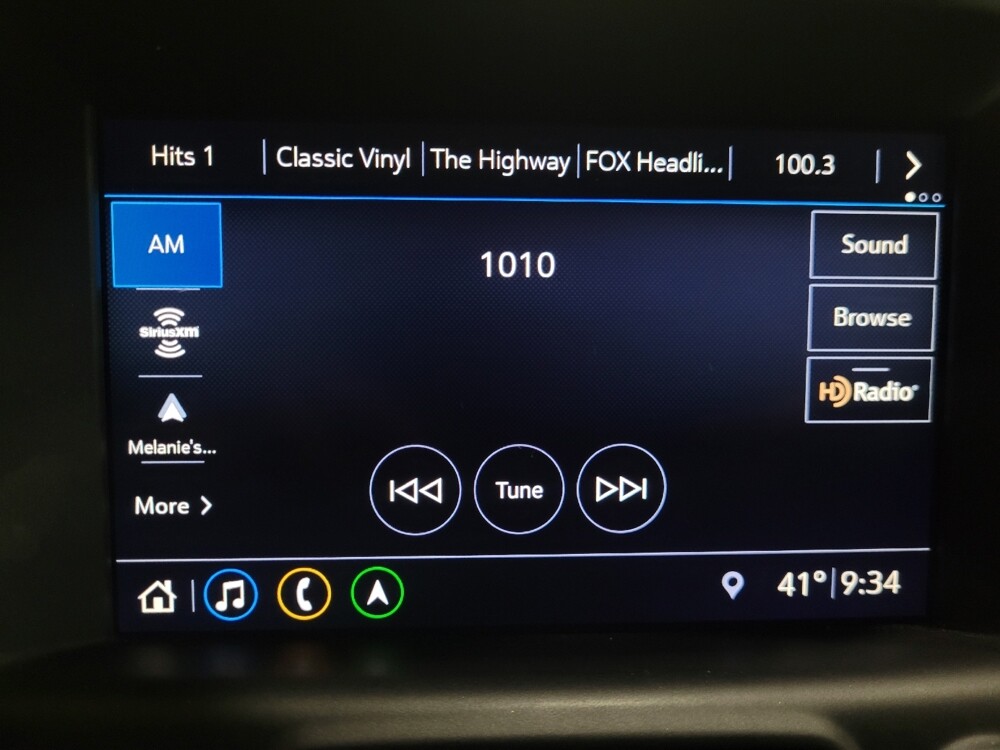 Hits 1 Classic Vinyl The Highway FOX Headli... 100.3
AM
1010
Sound
SiriusXM
Browse
HD Radio
Melanie's...
More
Tune
41° 9:34